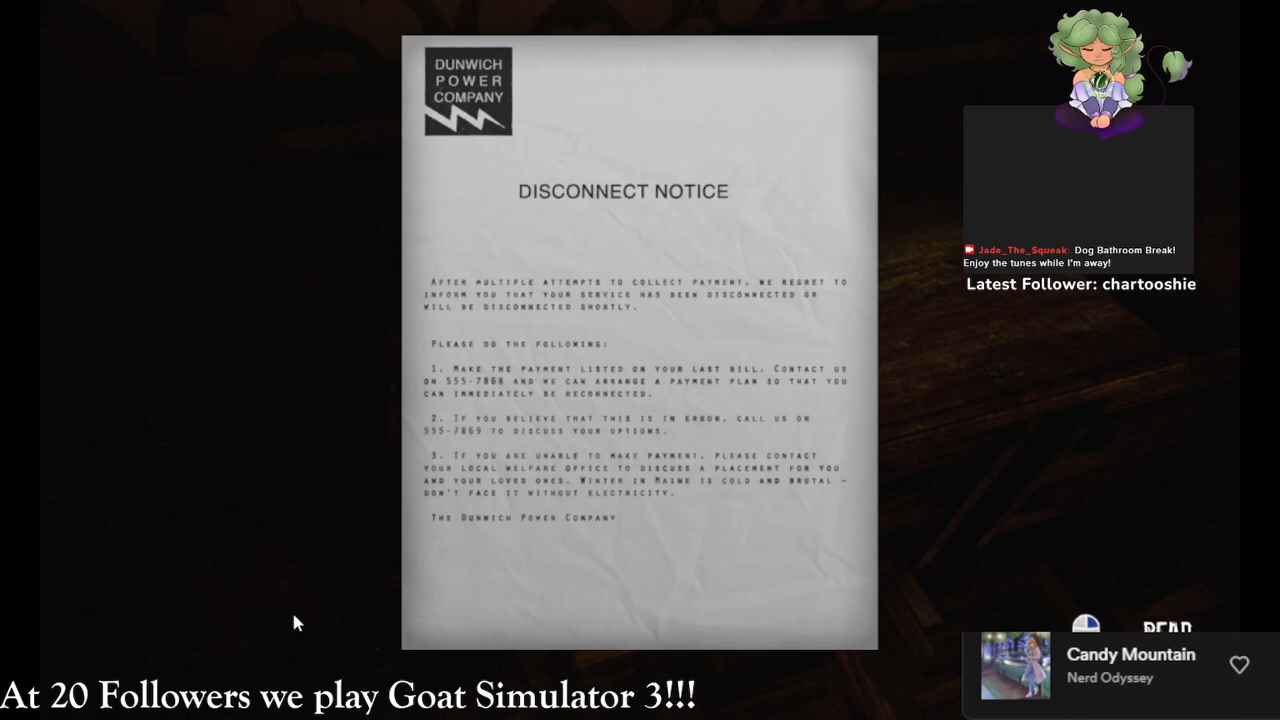 DUNWICH
POWER
COMPANY
DISCONNECT NOTICE
AFTER MULTIPLE ATTEMPTS TO COLLECT PAYMENT, WE REGRET TO
INFORM YOU THAT YOUR SERVICE HAS BEEN DISCONNECTED OR
WILL BE DISCONNECTED SHORTLY.
PLEASE DO THE FOLLOWING:
1. MAKE THE PAYMENT LISTED ON YOUR LAST BILL. CONTACT US
ON 555-7868 AND WE CAN ARRANGE A PAYMENT PLAN SO THAT YOU
CAN IMMEDIATELY BE RECONNECTED.
2. IF YOU BELIEVE THAT THIS IS IN ERROR, CALL US ON
555-7869 TO DISCUSS YOUR OPTIONS.
3. IF YOU ARE UNABLE TO MAKE PAYMENT, PLEASE CONTACT
YOUR LOCAL WELFARE OFFICE TO DISCUSS A PLACEMENT FOR YOU
AND YOUR LOVED ONES. WINTER IN MAINE IS COLD AND BRUTAL –
DON'T FACE IT WITHOUT ELECTRICITY.
THE DUNWICH POWER COMPANY
Jade_The_Squeak: Dog Bathroom Break!
Enjoy the tunes while I'm away!
Latest Follower: chartooshie
READ
Candy Mountain
Nerd Odyssey
At 20 Followers we play Goat Simulator 3!!!